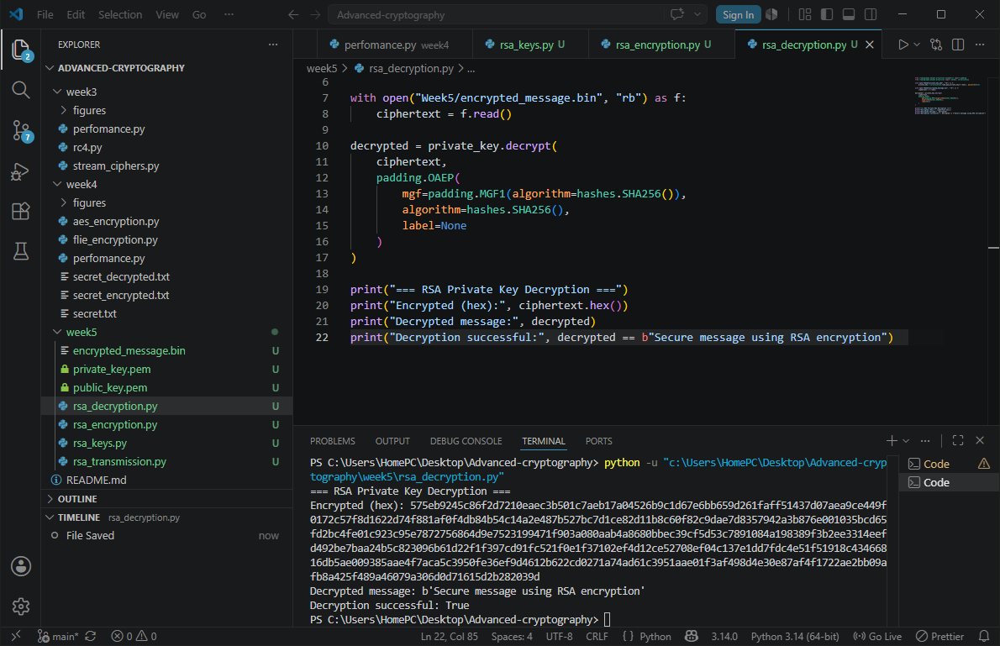 File Edit Selection View Go ··· Advanced-cryptography Sign In
EXPLORER ···
ADVANCED-CRYPTOGRAPHY
week3
figures
perfomance.py
rc4.py
stream_ciphers.py
week4
figures
aes_encryption.py
flie_encryption.py
perfomance.py
secret_decrypted.txt
secret_encrypted.txt
secret.txt
week5
encrypted_message.bin U
private_key.pem U
public_key.pem U
rsa_decryption.py U
rsa_encryption.py U
rsa_keys.py U
rsa_transmission.py U
README.md
OUTLINE
TIMELINE rsa_decryption.py
File Saved now
2
7
perfomance.py week4 rsa_keys.py U rsa_encryption.py U rsa_decryption.py U
week5 > rsa_decryption.py > ...
6
7 with open("Week5/encrypted_message.bin", "rb") as f:
8 ciphertext = f.read()
9
10 decrypted = private_key.decrypt(
11 ciphertext,
12 padding.OAEP(
13 mgf=padding.MGF1(algorithm=hashes.SHA256()),
14 algorithm=hashes.SHA256(),
15 label=None
16 )
17 )
18
19 print("=== RSA Private Key Decryption ===")
20 print("Encrypted (hex):", ciphertext.hex())
21 print("Decrypted message:", decrypted)
22 print("Decryption successful:", decrypted == b"Secure message using RSA encryption")
PROBLEMS OUTPUT DEBUG CONSOLE TERMINAL PORTS
PS C:\Users\HomePC\Desktop\Advanced-cryptography> python -u "c:\Users\HomePC\Desktop\Advanced-cryp
tography\week5\rsa_decryption.py"
=== RSA Private Key Decryption ===
Encrypted (hex): 575eb9245c86f2d7210eaec3b501c7aeb17a04526b9c1d67e6bb659d261faff51437d07aea9ce449f
0172c57f8d1622d74f881af0f4db84b54c14a2e487b527bc7d1ce82d11b8c60f82c9dae7d8357942a3b876e001035bcd65
fd2bc4fe01c923c95e7872756864d9e7523199471f903a080aab4a8680bbec39cf5d53c7891084a198389f3b2ee3314eef
d492be7baa24b5c823096b61d22f1f397cd91fc521f0e1f37102ef4d12ce52708ef04c137e1dd7fdc4e51f51918c434668
16db5ae009385aae4f7aca5c3950fe36ef9d4612b622cd0271a74ad61c3951aae01f3af498d4e30e87af4f1722ae2bb09a
fb8a425f489a46079a306d0d71615d2b282039d
Decrypted message: b'Secure message using RSA encryption'
Decryption successful: True
PS C:\Users\HomePC\Desktop\Advanced-cryptography>
Code
Code
main* 0 0 Ln 22, Col 85 Spaces: 4 UTF-8 CRLF { } Python 3.14.0 Python 3.14 (64-bit) Go Live Prettier